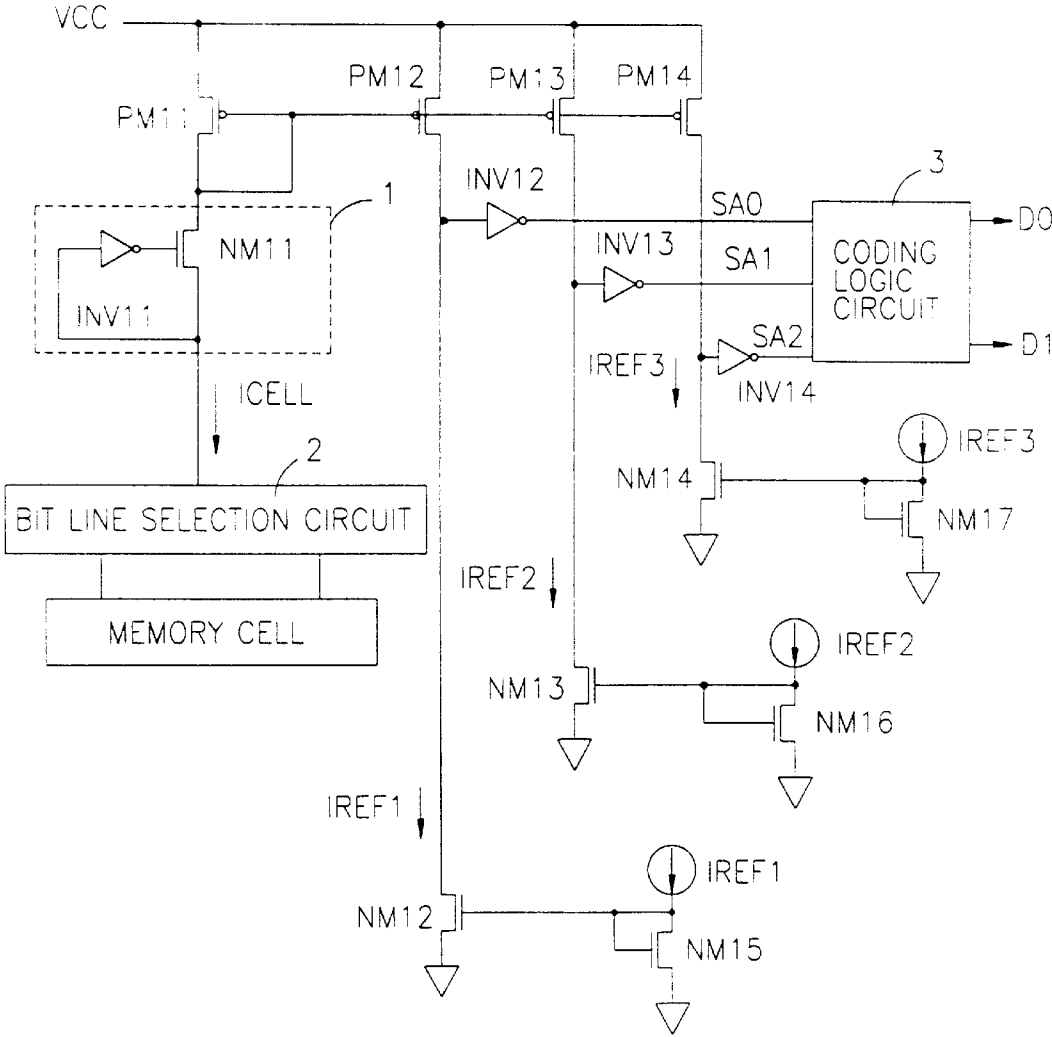 VCC
PM11
PM12
PM13
PM14
1
INV12
SA0
3
D0
NM11
INV13
SA1
CODING
LOGIC
CIRCUIT
INV11
SA2
D1
ICELL
IREF3
INV14
2
NM14
IREF3
BIT LINE SELECTION CIRCUIT
NM17
IREF2
MEMORY CELL
IREF2
NM13
NM16
IREF1
IREF1
NM12
NM15